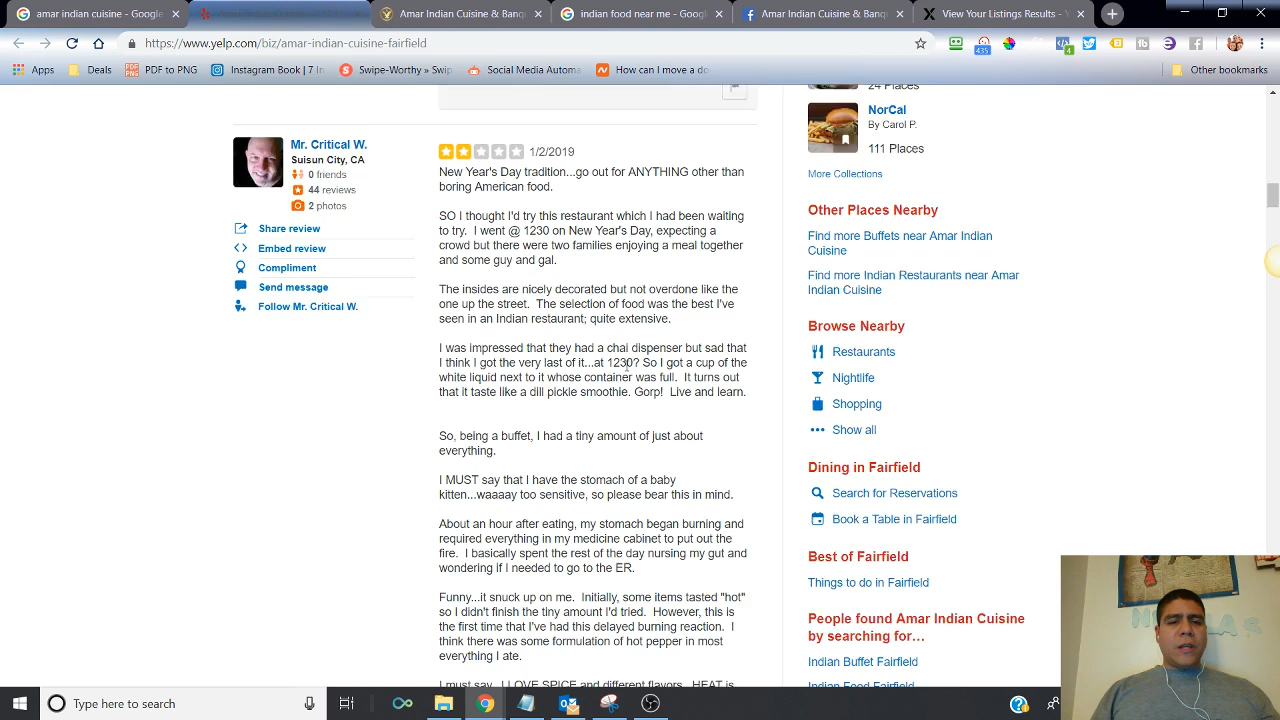 amar indian cuisine - Google
Amar Indian Cuisine & Banqu
indian food near me - Google
Amar Indian Cuisine & Banqu
View Your Listings Results - Y
https://www.yelp.com/biz/amar-indian-cuisine-fairfield
435
4
Apps
Deals
PDF to PNG
Instagram Book | 7 In
Swipe-Worthy » Swip
Social Media Automa
How can I move a do
Other bookmarks
Mr. Critical W.
Suisun City, CA
0 friends
44 reviews
2 photos
Share review
Embed review
Compliment
Send message
Follow Mr. Critical W.
1/2/2019
New Year's Day tradition...go out for ANYTHING other than
boring American food.
SO I thought I'd try this restaurant which I had been waiting
to try. I went @ 1230 on New Year's Day, expecting a
crowd but there were two families enjoying a meal together
and some guy and gal.
The insides are nicely decorated but not overdone like the
one up the street. The selection of food was the best I've
seen in an Indian restaurant; quite extensive.
I was impressed that they had a chai dispenser but sad that
I think I got the very last of it...at 1230? So I got a cup of the
white liquid next to it whose container was full. It turns out
that it taste like a dill pickle smoothie. Gorp! Live and learn.
So, being a buffet, I had a tiny amount of just about
everything.
I MUST say that I have the stomach of a baby
kitten...waaaay too sensitive, so please bear this in mind.
About an hour after eating, my stomach began burning and
required everything in my medicine cabinet to put out the
fire. I basically spent the rest of the day nursing my gut and
wondering if I needed to go to the ER.
Funny...it snuck up on me. Initially, some items tasted "hot"
so I didn't finish the tiny amount I'd tried. However, this is
the first time that I've had this delayed burning reaction. I
think there was some formulation of hot pepper in most
everything I ate.
I must say, I LOVE SPICE and different flavors. HEAT is
24 Places
NorCal
By Carol P.
111 Places
More Collections
Other Places Nearby
Find more Buffets near Amar Indian
Cuisine
Find more Indian Restaurants near Amar
Indian Cuisine
Browse Nearby
Restaurants
Nightlife
Shopping
Show all
Dining in Fairfield
Search for Reservations
Book a Table in Fairfield
Best of Fairfield
Things to do in Fairfield
People found Amar Indian Cuisine
by searching for…
Indian Buffet Fairfield
Indian Food Fairfield
Type here to search